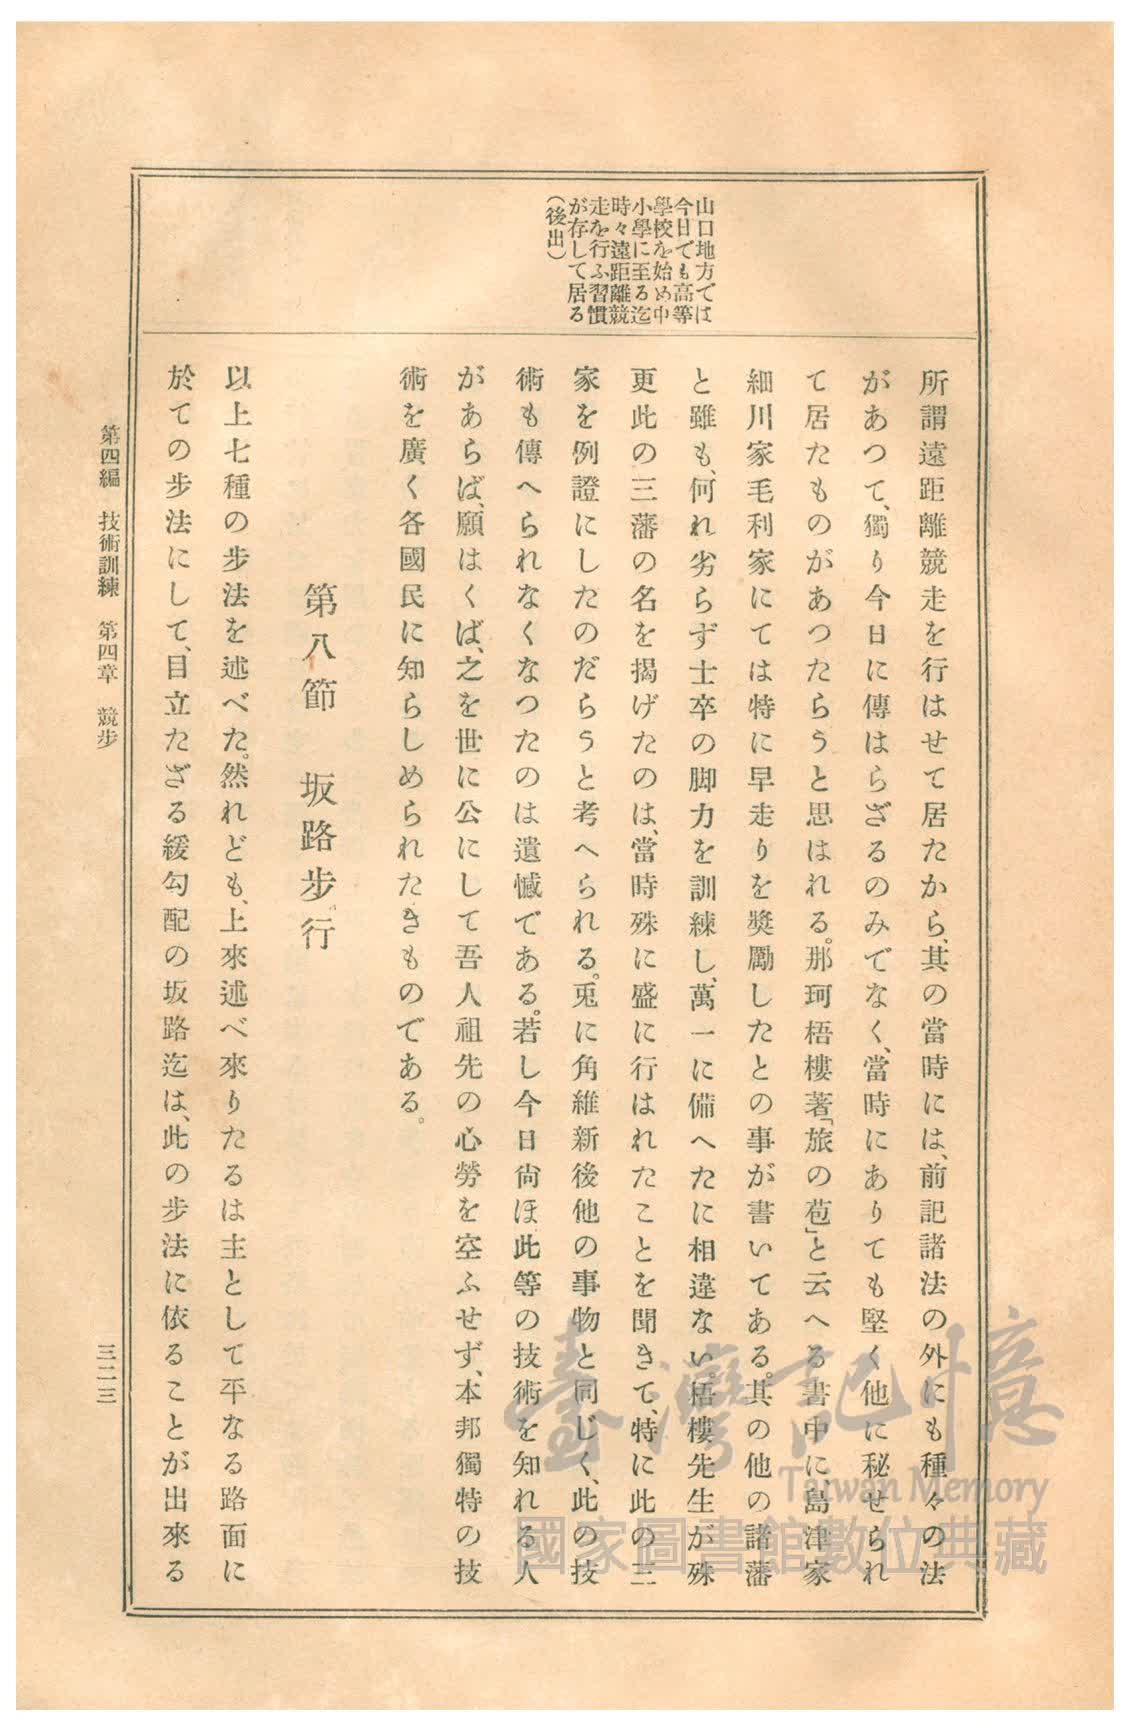 山口地方では
今日でも高等
學校を始め中
小學に至る迄
時々遠距離競
走を行ふ習慣
が存して居る
（後出）
所謂遠距離競走を行はせて居たから、其の當時には、前記諸法の外にも種々の法
があつて、獨り今日に傳はらざるのみでなく、當時にありても堅く他に秘せられ
て居たものがあつたらうと思はれる。那珂梧樓著「旅の苞」と云へる書中に、島津家
細川家毛利家にては特に早走りを奬勵したとの事が書いてある。其の他の諸藩
と雖も、何れ劣らず士卒の脚力を訓練し、萬一に備へたに相違ない。梧樓先生が殊
更此の三藩の名を揭げたのは、當時殊に盛に行はれたことを聞きて、特に此の三
家を例證にしたのだらうと考へられる。兎に角維新後他の事物と同じく、此の技
術も傳へられなくなつたのは遺憾である。若し今日尙ほ此等の技術を知れる人
があらば、願はくば、之を世に公にして吾人祖先の心勞を空ふせず、本邦獨特の技
術を廣く各國民に知らしめられたきものである。
第八節　坂路步行
以上七種の步法を述べた。然れども、上來述べ來りたるは主として平なる路面に
於ての步法にして、目立たざる緩勾配の坂路迄は、此の步法に依ることが出來る
第四編　技術訓練　第四章　競步
三二三
臺灣記憶
Taiwan Memory
國家圖書館數位典藏